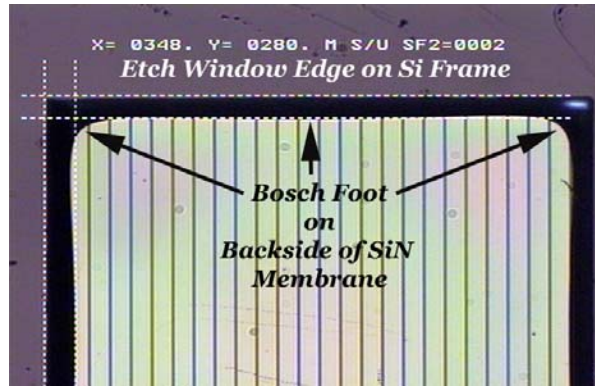 X= 0348. Y= 0280. M S/U SF2=0002
Etch Window Edge on Si Frame
Bosch Foot
on
Backside of SiN
Membrane